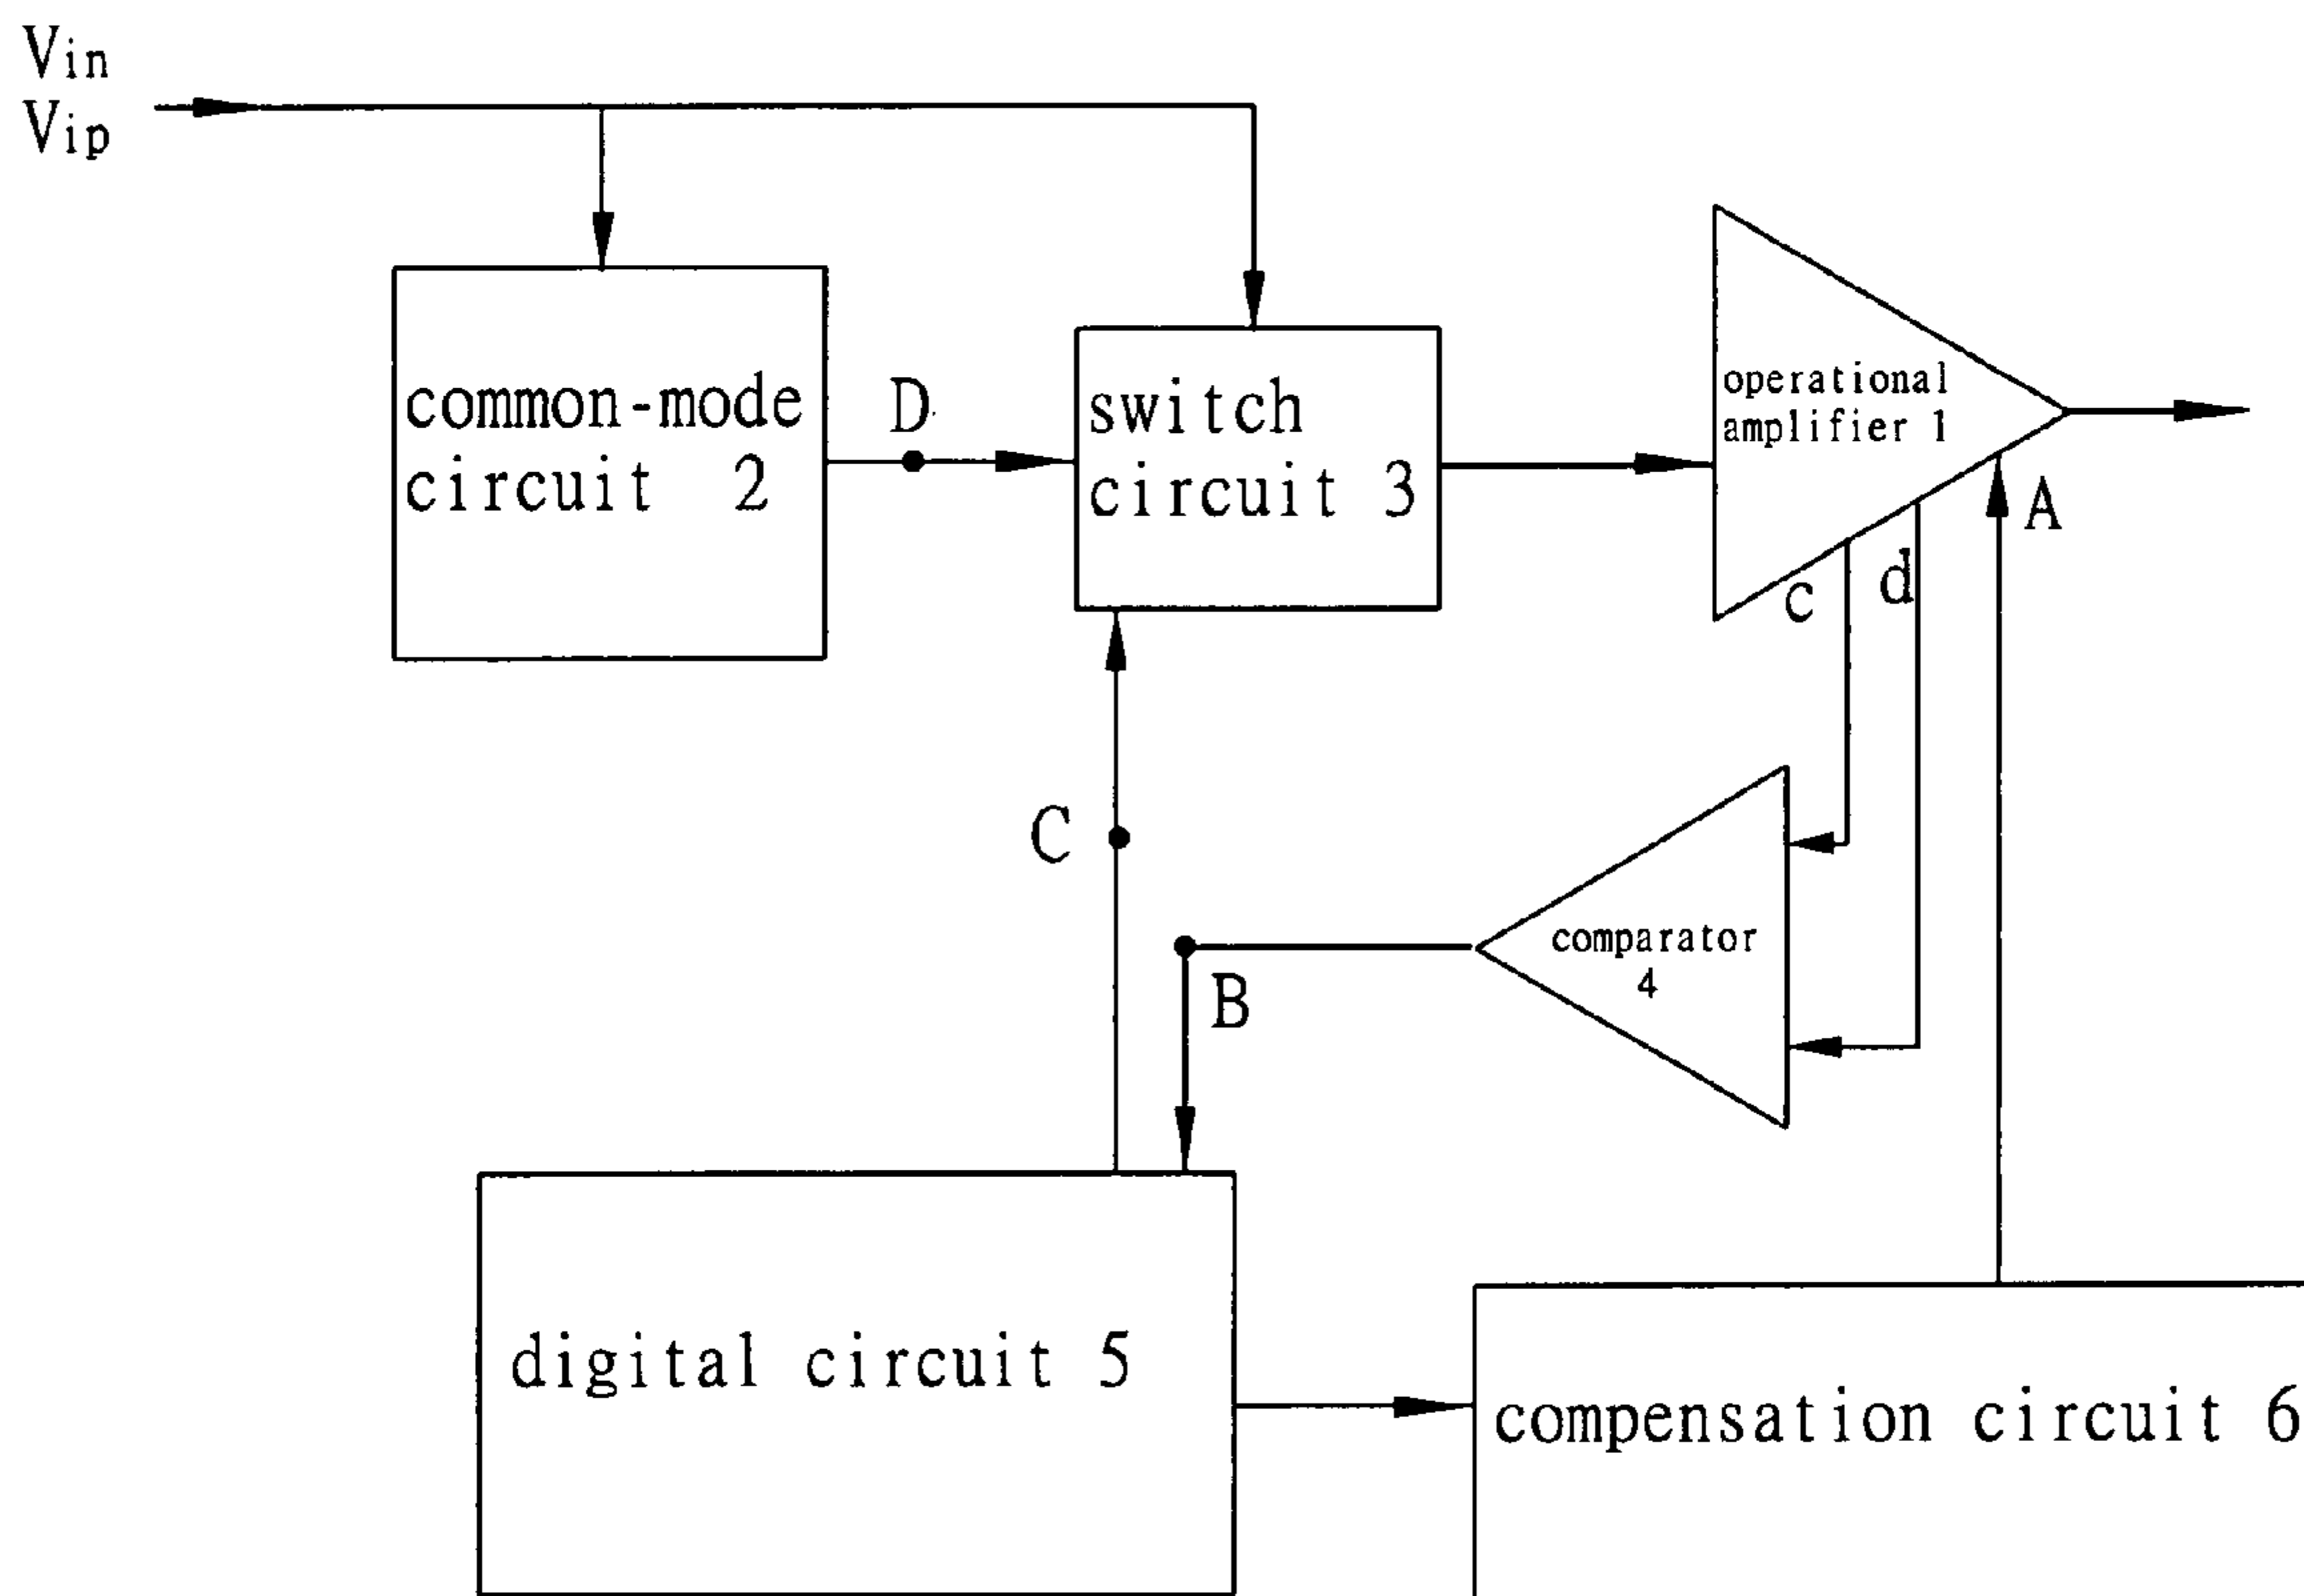 Vin
Vip
common-mode
circuit 2
D
switch
circuit 3
operational
amplifier 1
A
c
d
C
comparator
4
B
digital circuit 5
compensation circuit 6